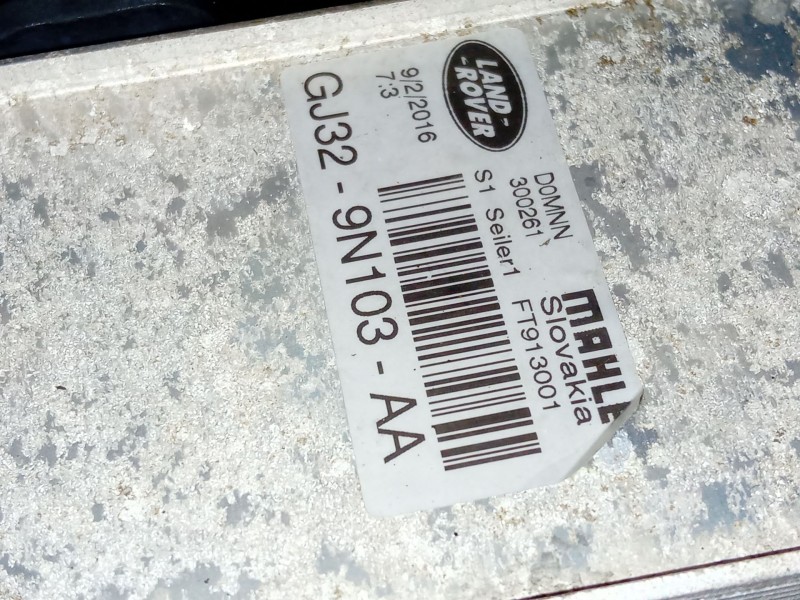 LAND-
-ROVER
9/2/2016
7:3
D0MNN
300261
S1 Seiler1
MAHLE
Slovakia
FT913001
GJ32-9N103-AA